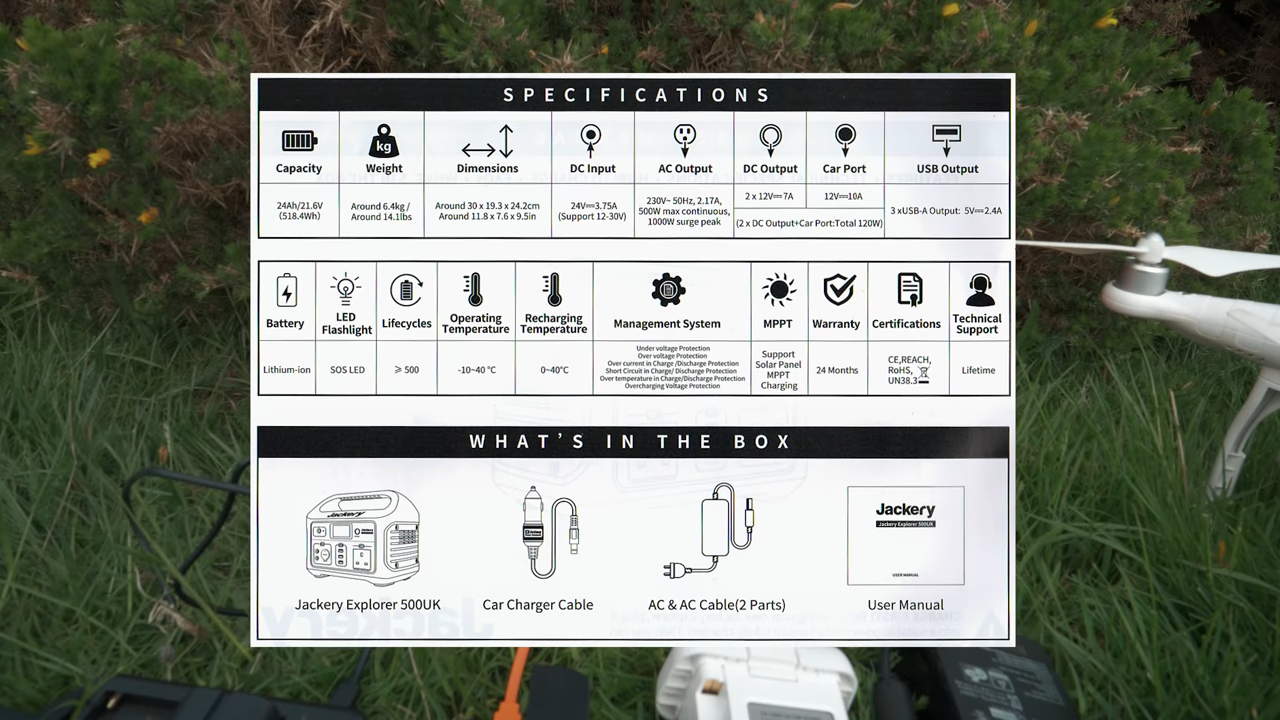 SPECIFICATIONS
Capacity
Weight
Dimensions
DC Input
AC Output
DC Output
Car Port
USB Output
24Ah/21.6V
(518.4Wh)
Around 6.4kg /
Around 14.1lbs
Around 30 x 19.3 x 24.2cm
Around 11.8 x 7.6 x 9.5in
24V⎓3.75A
(Support 12-30V)
230V~ 50Hz, 2.17A,
500W max continuous,
1000W surge peak
2 x 12V⎓7A
12V⎓10A
(2 x DC Output+Car Port:Total 120W)
3 xUSB-A Output: 5V⎓2.4A
kg
Battery
LED
Flashlight
Lifecycles
Operating
Temperature
Recharging
Temperature
Management System
MPPT
Warranty
Certifications
Technical
Support
Lithium-ion
SOS LED
⩾ 500
-10~40 °C
0~40°C
Under voltage Protection
Over voltage Protection
Over current in Charge /Discharge Protection
Short Circuit in Charge/ Discharge Protection
Over temperature in Charge/Discharge Protection
Overcharging Voltage Protection
Support
Solar Panel
MPPT
Charging
24 Months
CE,REACH,
RoHS,
UN38.3
Lifetime
WHAT'S IN THE BOX
Jackery
Jackery
Jackery Explorer 500UK
USER MANUAL
Jackery Explorer 500UK
Car Charger Cable
AC & AC Cable(2 Parts)
User Manual